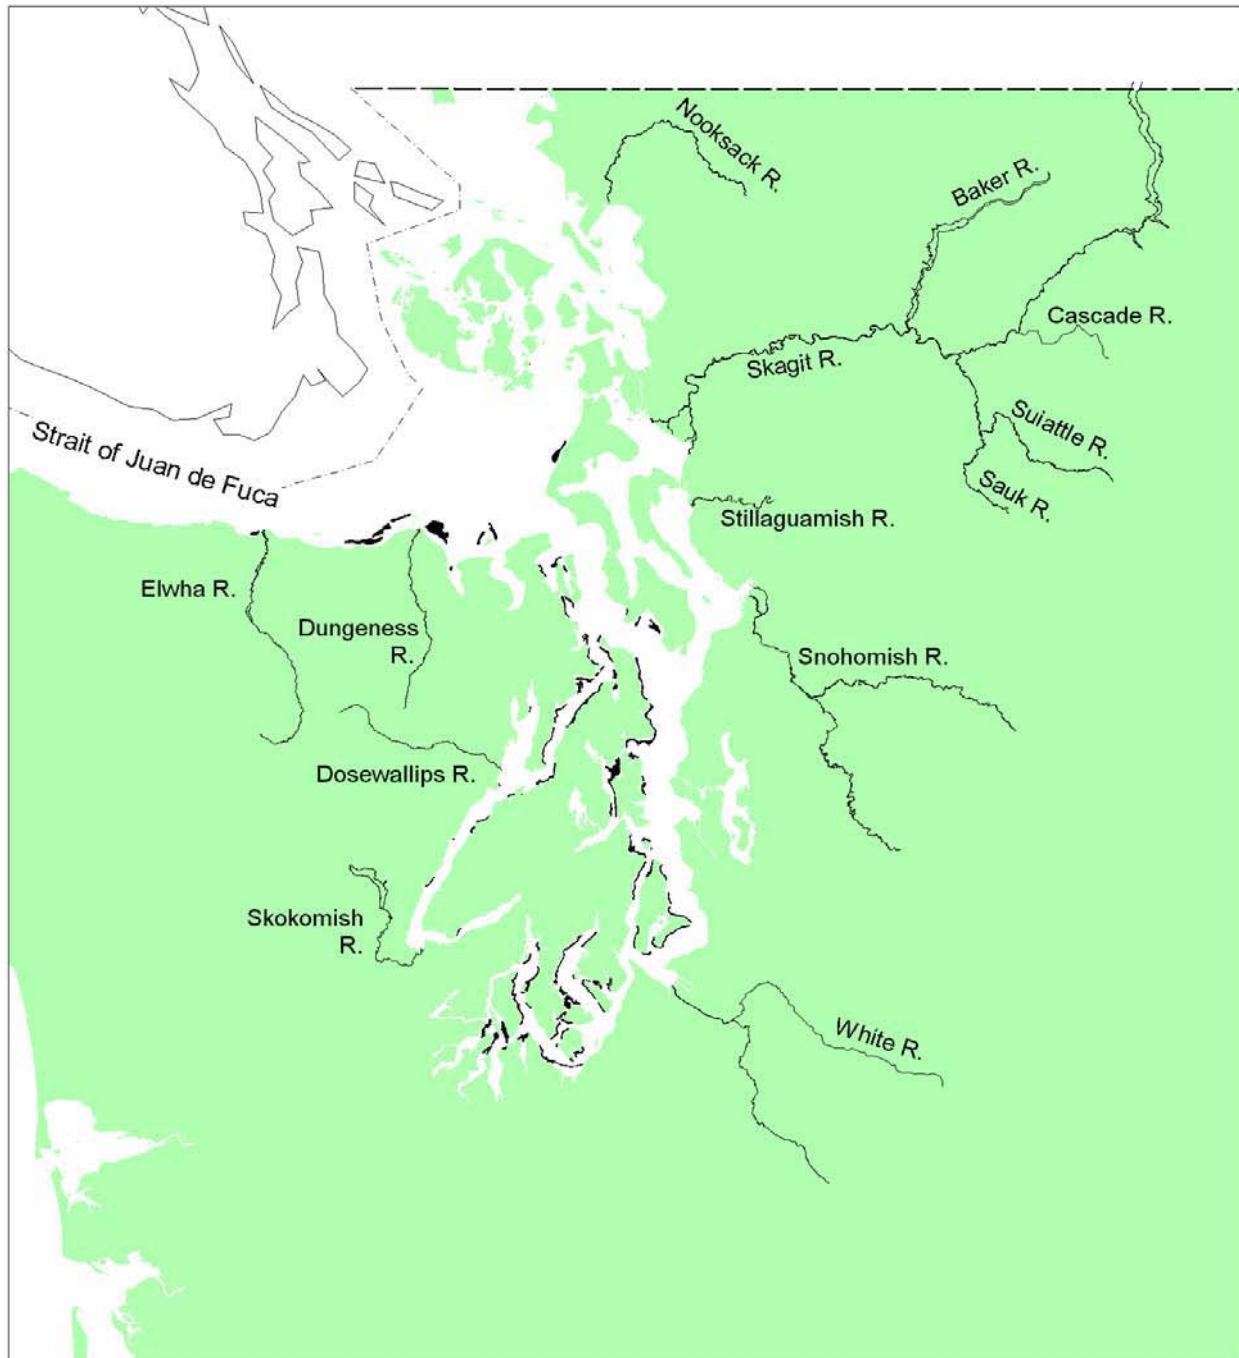 Nooksack R.
Baker R.
Cascade R.
Skagit R.
Suiattle R.
Sauk R.
Strait of Juan de Fuca
Stillaguamish R.
Elwha R.
Dungeness
R.
Snohomish R.
Dosewallips R.
Skokomish
R.
White R.